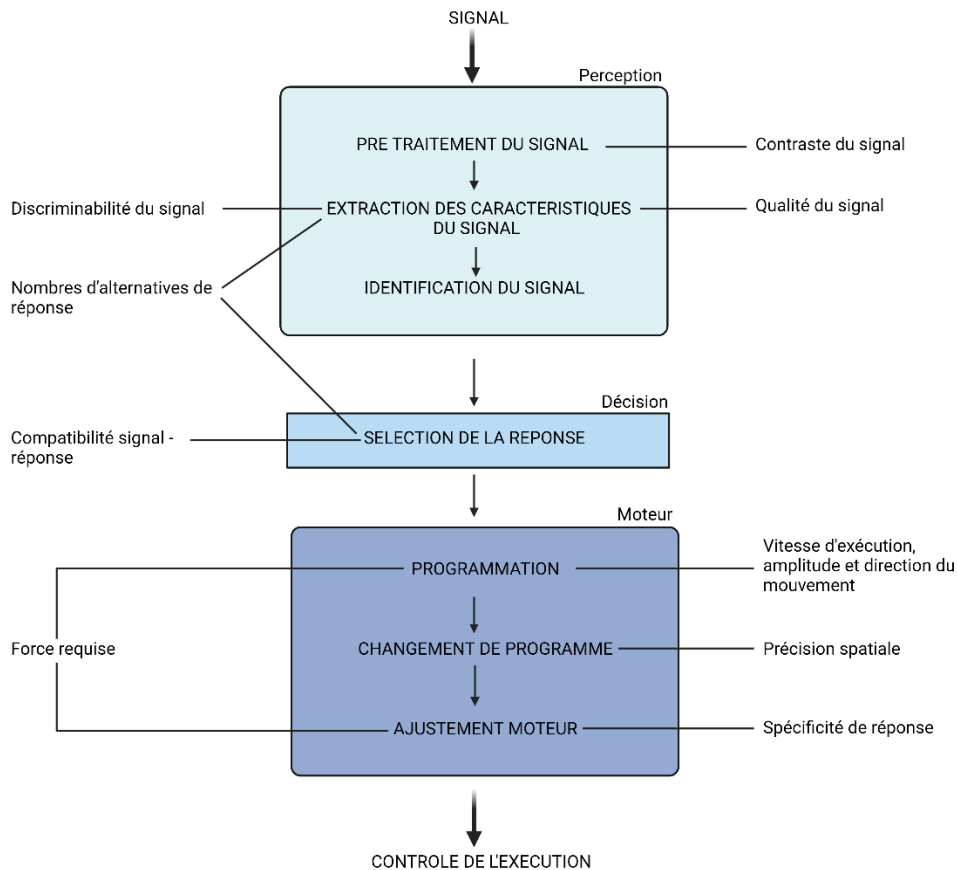 SIGNAL
Perception
PRE TRAITEMENT DU SIGNAL
Contraste du signal
Discriminabilité du signal
EXTRACTION DES CARACTERISTIQUES
DU SIGNAL
Qualité du signal
Nombres d'alternatives de
réponse
IDENTIFICATION DU SIGNAL
Décision
Compatibilité signal -
réponse
SELECTION DE LA REPONSE
Moteur
PROGRAMMATION
Vitesse d'exécution,
amplitude et direction du
mouvement
Force requise
CHANGEMENT DE PROGRAMME
Précision spatiale
AJUSTEMENT MOTEUR
Spécificité de réponse
CONTROLE DE L'EXECUTION